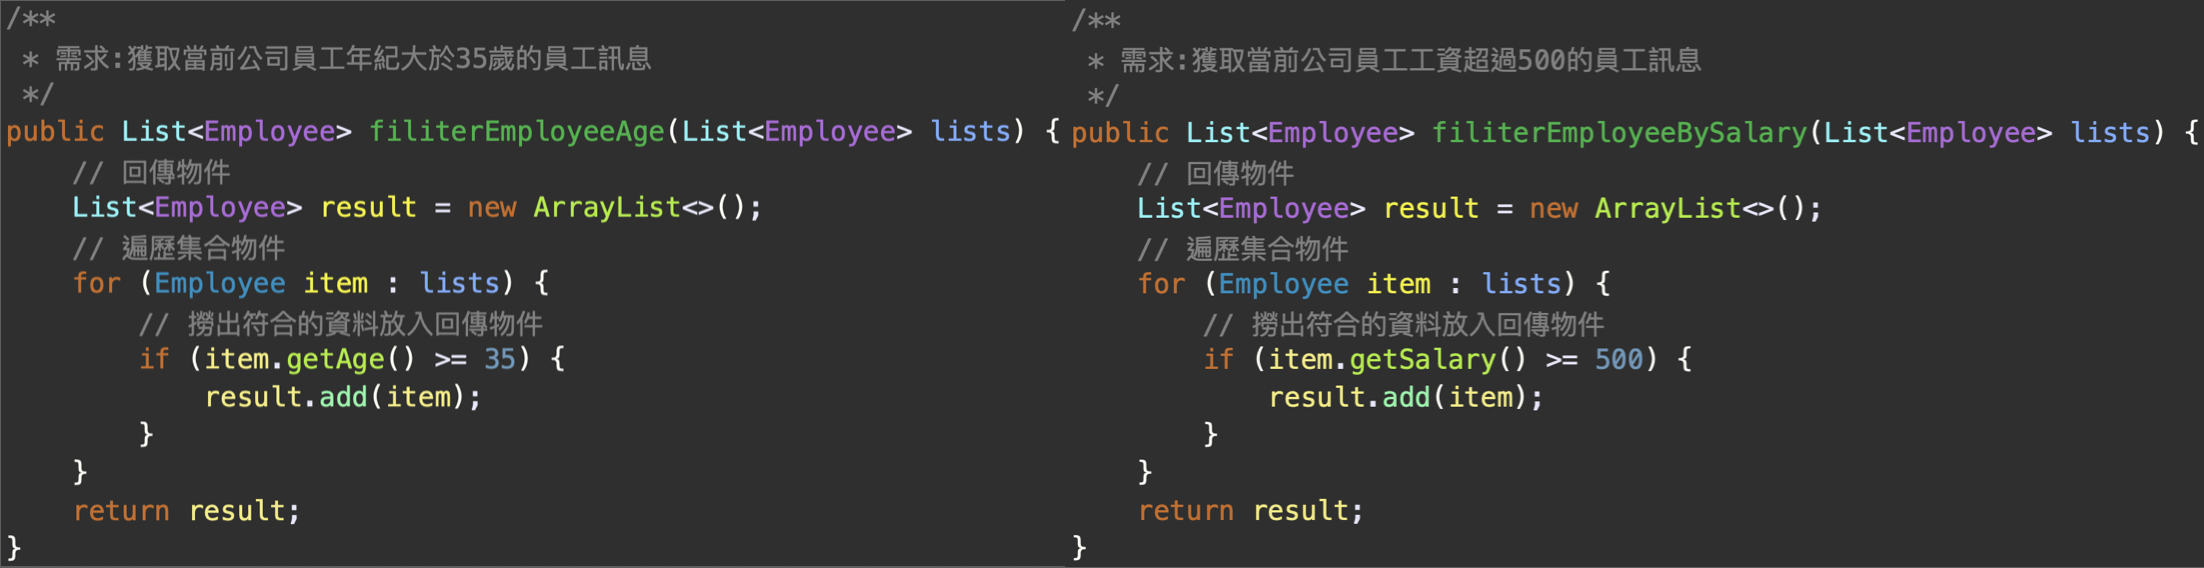 /**
 * 需求:獲取當前公司員工年紀大於35歲的員工訊息
 */
public List<Employee> filiterEmployeeAge(List<Employee> lists) {
    // 回傳物件
    List<Employee> result = new ArrayList<>();
    // 遍歷集合物件
    for (Employee item : lists) {
        // 撈出符合的資料放入回傳物件
        if (item.getAge() >= 35) {
            result.add(item);
        }
    }
    return result;
}
/**
 * 需求:獲取當前公司員工工資超過500的員工訊息
 */
public List<Employee> filiterEmployeeBySalary(List<Employee> lists) {
    // 回傳物件
    List<Employee> result = new ArrayList<>();
    // 遍歷集合物件
    for (Employee item : lists) {
        // 撈出符合的資料放入回傳物件
        if (item.getSalary() >= 500) {
            result.add(item);
        }
    }
    return result;
}